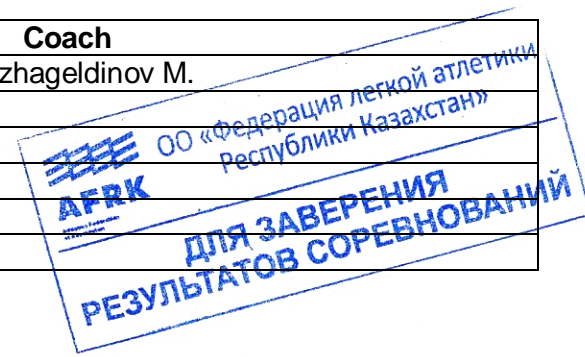 Coach
zhageldinov M.
ОО «Федерация легкой атлетики
Республики Казахстан»
AFRK
ДЛЯ ЗАВЕРЕНИЯ
РЕЗУЛЬТАТОВ СОРЕВНОВАНИЙ